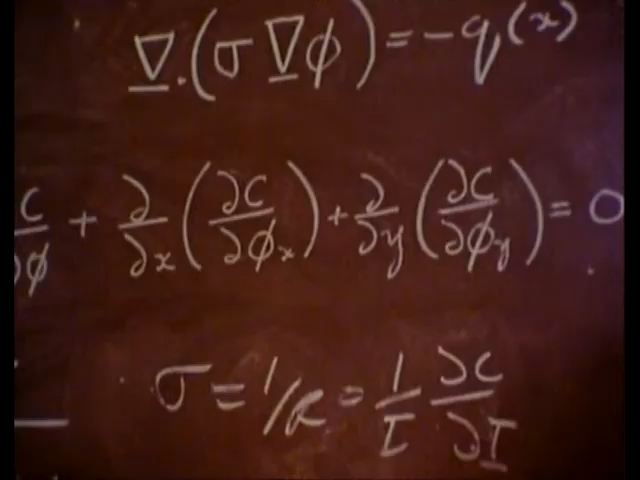 ∇.(σ∇ϕ) = -q(x)
C/∂ϕ + ∂/∂x (∂C/∂ϕx) + ∂/∂y (∂C/∂ϕy) = 0
σ = 1/R = 1/I ∂C/∂I